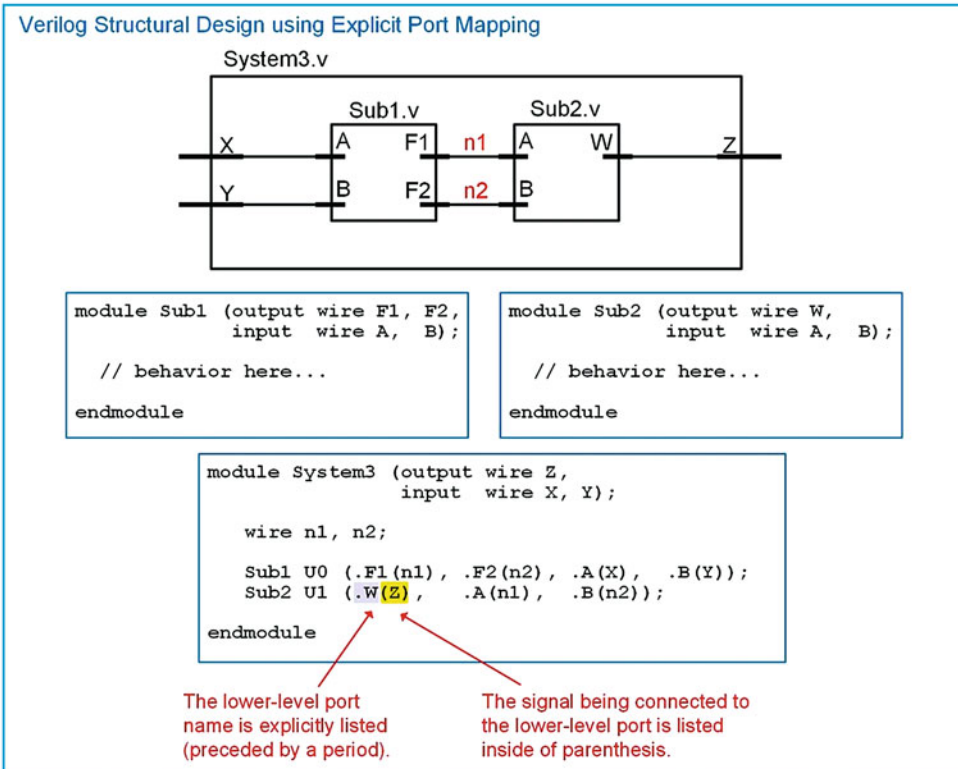 Verilog Structural Design using Explicit Port Mapping
System3.v
Sub1.v
Sub2.v
X
A
F1
n1
A
W
Z
Y
B
F2
n2
B
module Sub1 (output wire F1, F2,
input wire A, B);
// behavior here...
endmodule
module Sub2 (output wire W,
input wire A, B);
// behavior here...
endmodule
module System3 (output wire Z,
input wire X, Y);
wire n1, n2;
Sub1 U0 (.F1(n1), .F2(n2), .A(X), .B(Y));
Sub2 U1 (.W(Z), .A(n1), .B(n2));
endmodule
The lower-level port
name is explicitly listed
(preceded by a period).
The signal being connected to
the lower-level port is listed
inside of parenthesis.